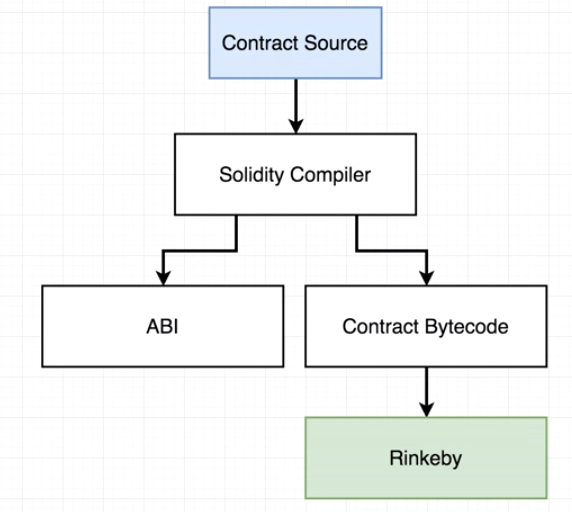 Contract Source
Solidity Compiler
ABI
Contract Bytecode
Rinkeby